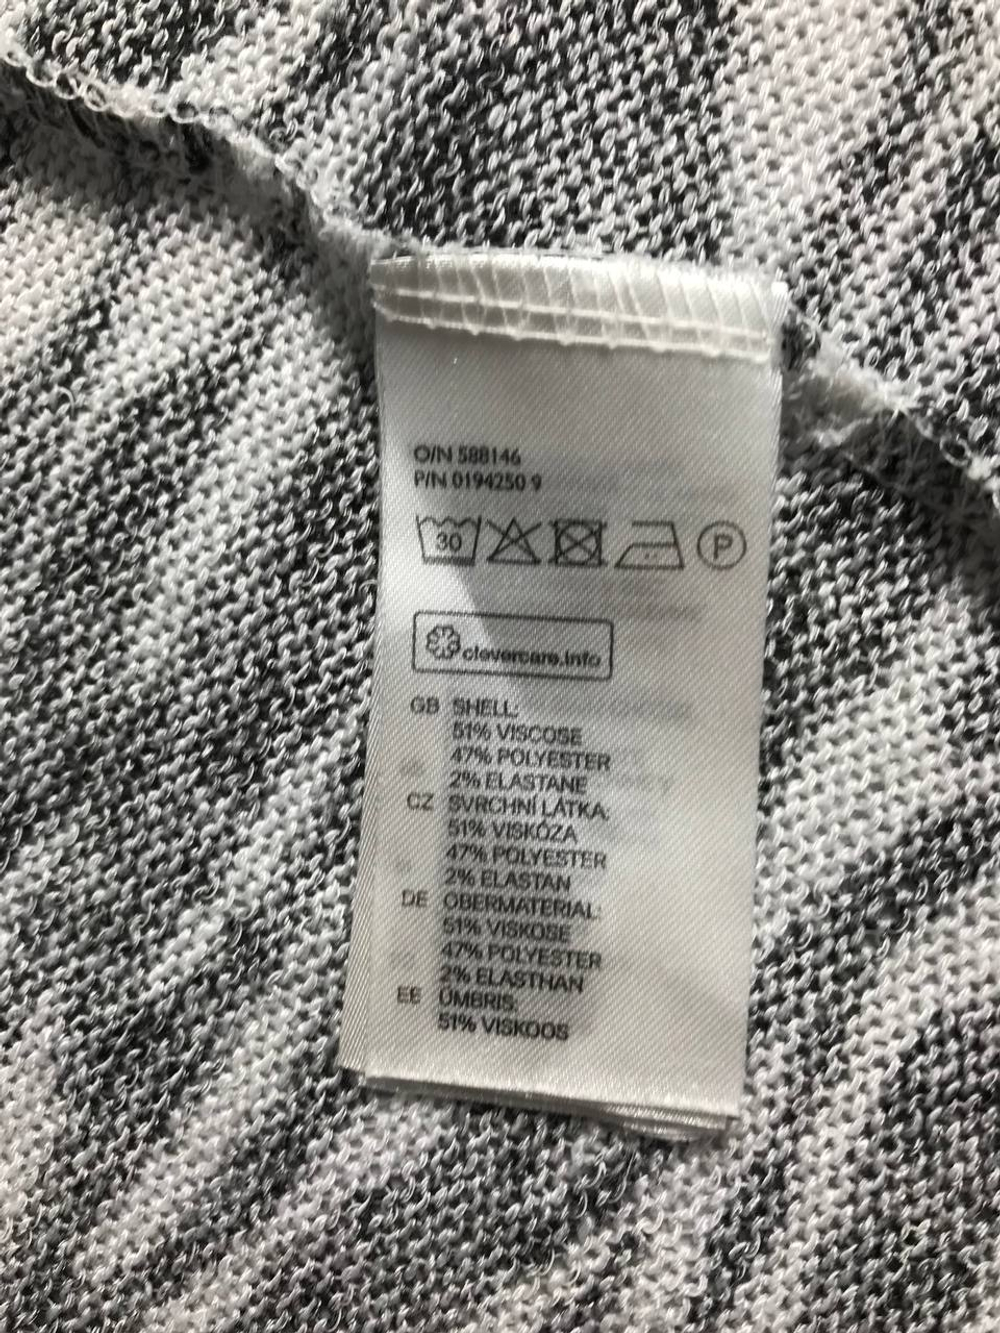 O/N 588146
P/N 0194250 9
30 P
clevercare.info
GB SHELL:
51% VISCOSE
47% POLYESTER
2% ELASTANE
CZ SVRCHNÍ LÁTKA:
51% VISKÓZA
47% POLYESTER
2% ELASTAN
DE OBERMATERIAL:
51% VISKOSE
47% POLYESTER
2% ELASTHAN
EE ÜMBRIS:
51% VISKOOS